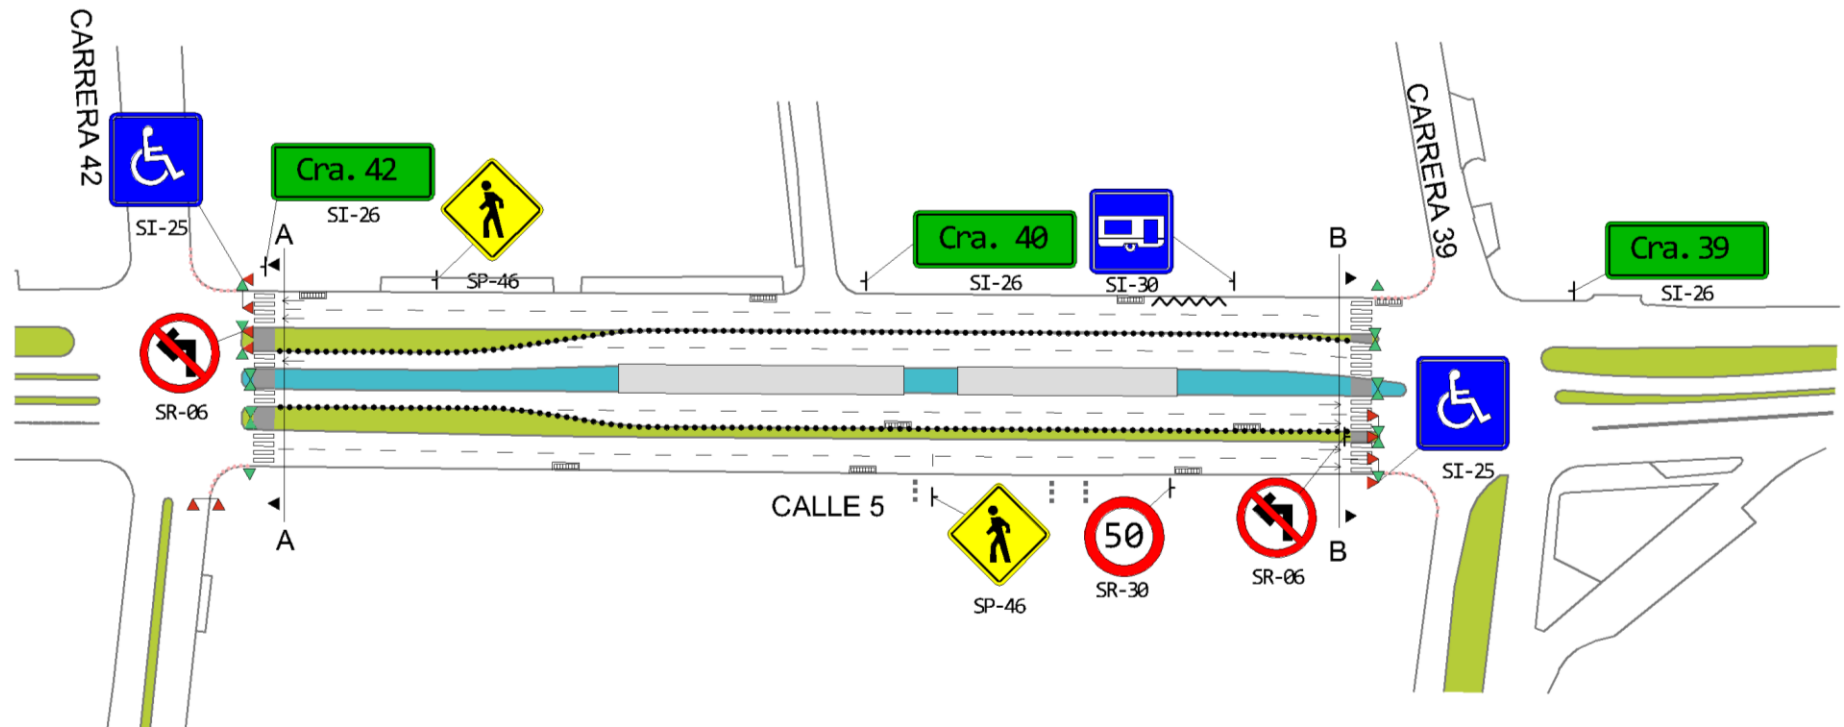 CARRERA 42
SI-25
Cra. 42
SI-26
SP-46
A
Cra. 40
SI-26
SI-30
B
CARRERA 39
Cra. 39
SI-26
SR-06
SI-25
CALLE 5
A
SP-46
50
SR-30
SR-06
B